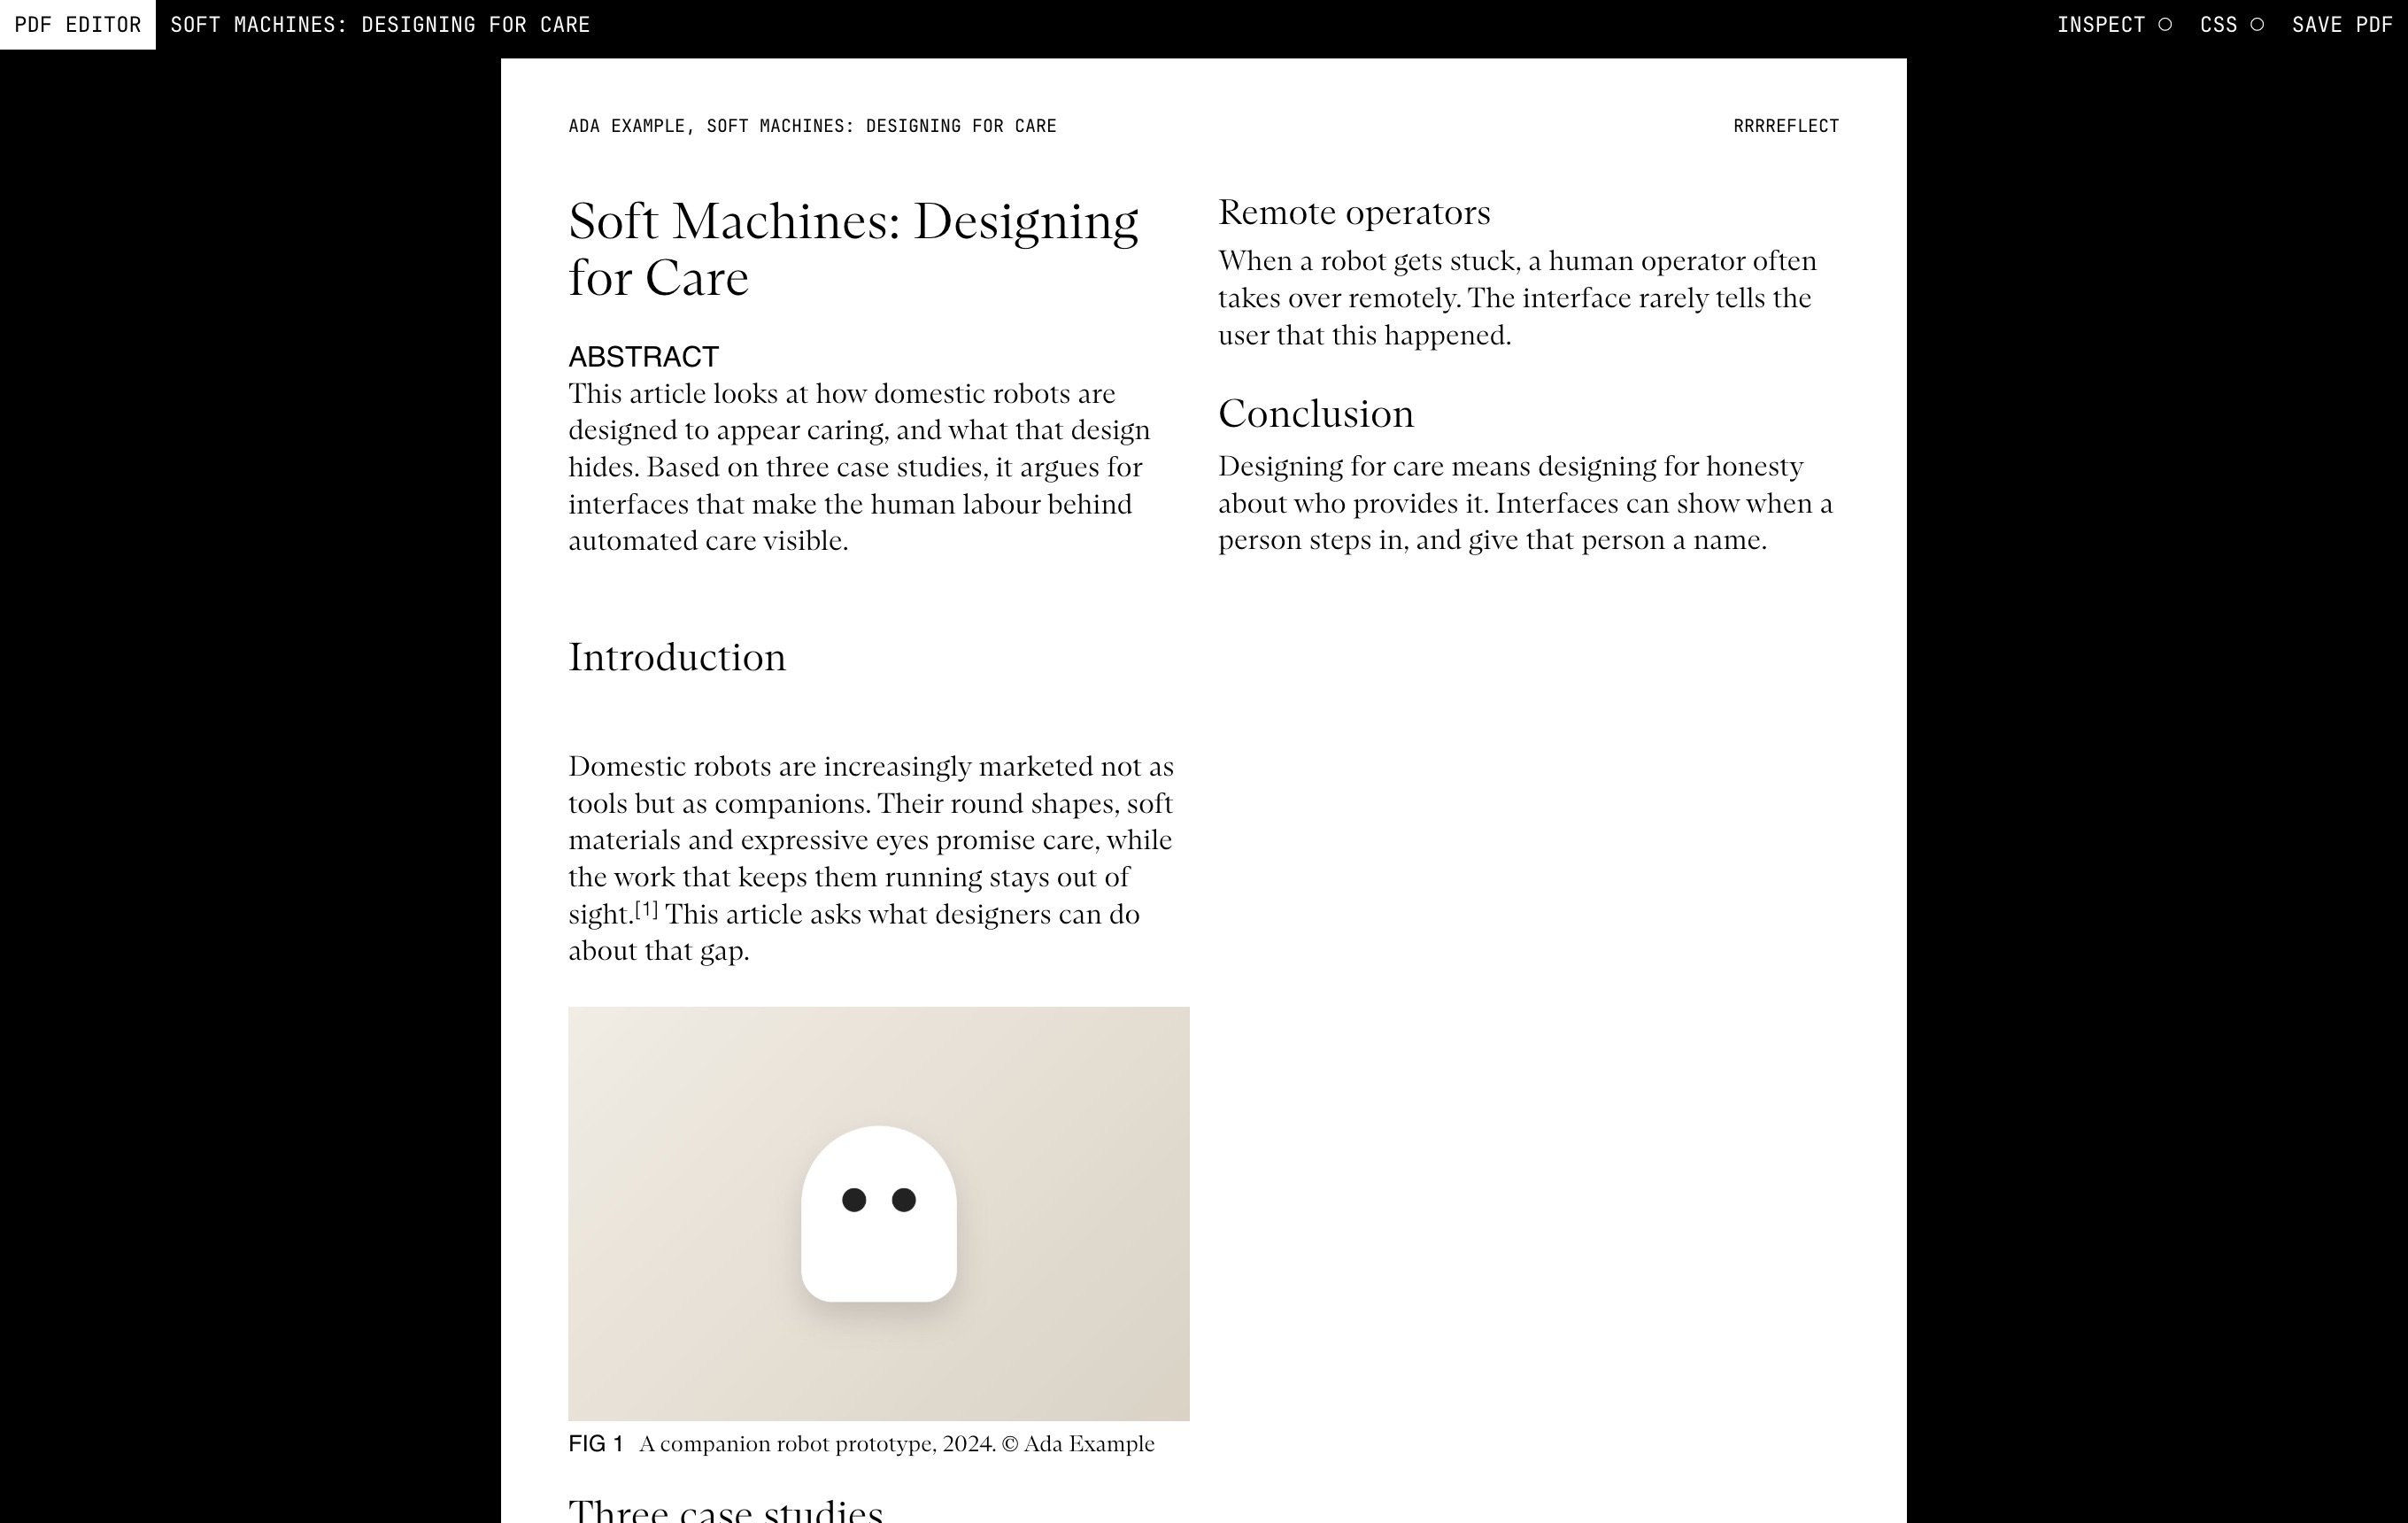 PDF EDITOR
SOFT MACHINES: DESIGNING FOR CARE
INSPECT
CSS
SAVE PDF
ADA EXAMPLE, SOFT MACHINES: DESIGNING FOR CARE
RRRREFLECT
Soft Machines: Designing
for Care
ABSTRACT
This article looks at how domestic robots are
designed to appear caring, and what that design
hides. Based on three case studies, it argues for
interfaces that make the human labour behind
automated care visible.
Introduction
Domestic robots are increasingly marketed not as
tools but as companions. Their round shapes, soft
materials and expressive eyes promise care, while
the work that keeps them running stays out of
sight.[1] This article asks what designers can do
about that gap.
FIG 1 A companion robot prototype, 2024. © Ada Example
Three case studies
Remote operators
When a robot gets stuck, a human operator often
takes over remotely. The interface rarely tells the
user that this happened.
Conclusion
Designing for care means designing for honesty
about who provides it. Interfaces can show when a
person steps in, and give that person a name.